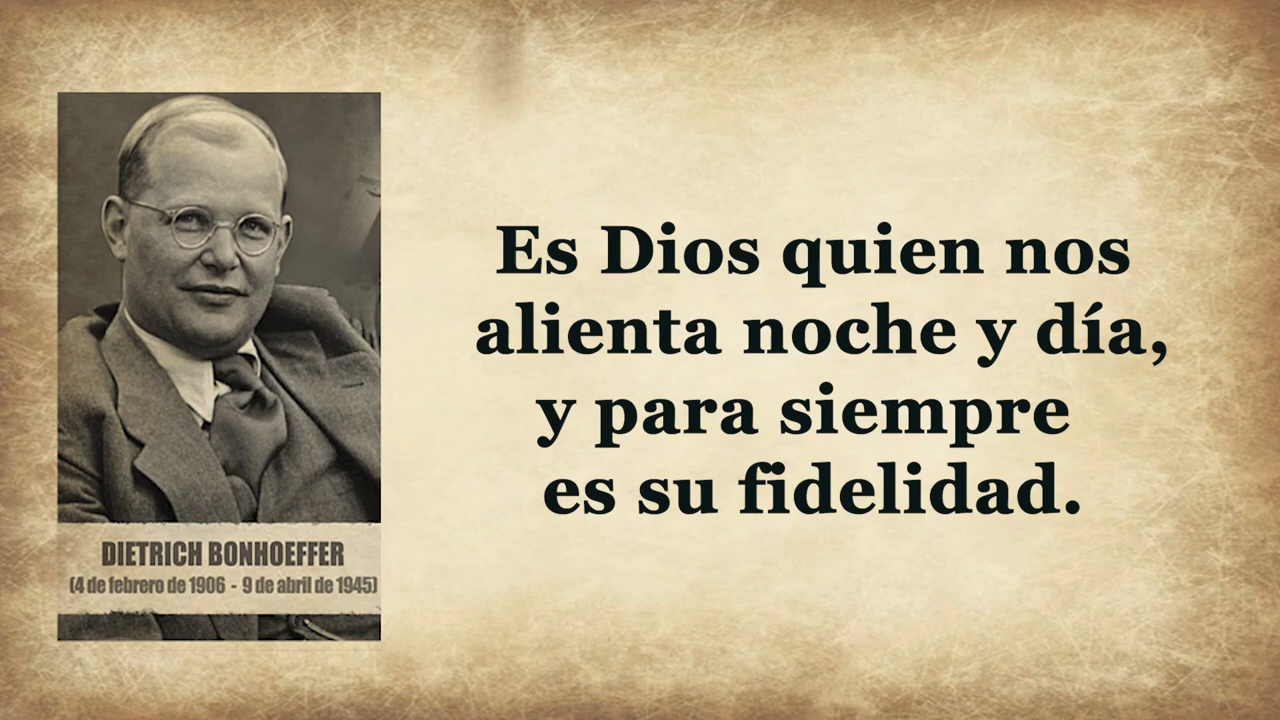 Es Dios quien nos
alienta noche y día,
y para siempre
es su fidelidad.
DIETRICH BONHOEFFER
(4 de febrero de 1906 - 9 de abril de 1945)